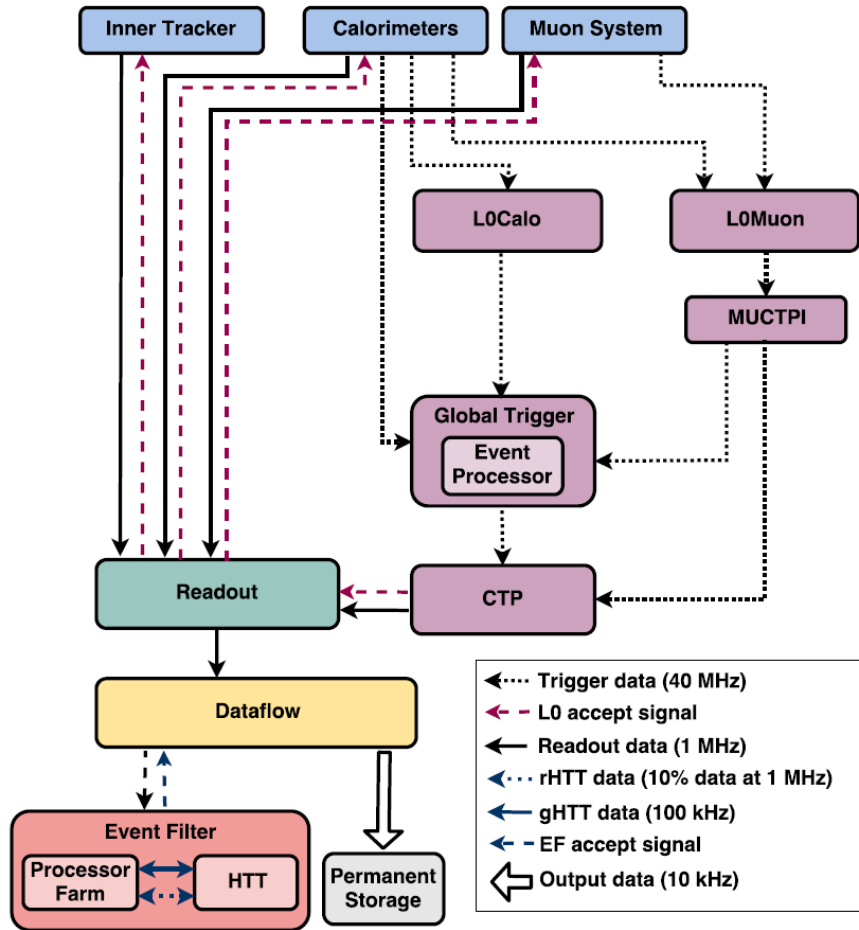 Inner Tracker
Calorimeters
Muon System
L0Calo
L0Muon
MUCTPI
Global Trigger
Event
Processor
Readout
CTP
Dataflow
Event Filter
Processor
Farm
HTT
Permanent
Storage
Trigger data (40 MHz)
L0 accept signal
Readout data (1 MHz)
rHTT data (10% data at 1 MHz)
gHTT data (100 kHz)
EF accept signal
Output data (10 kHz)